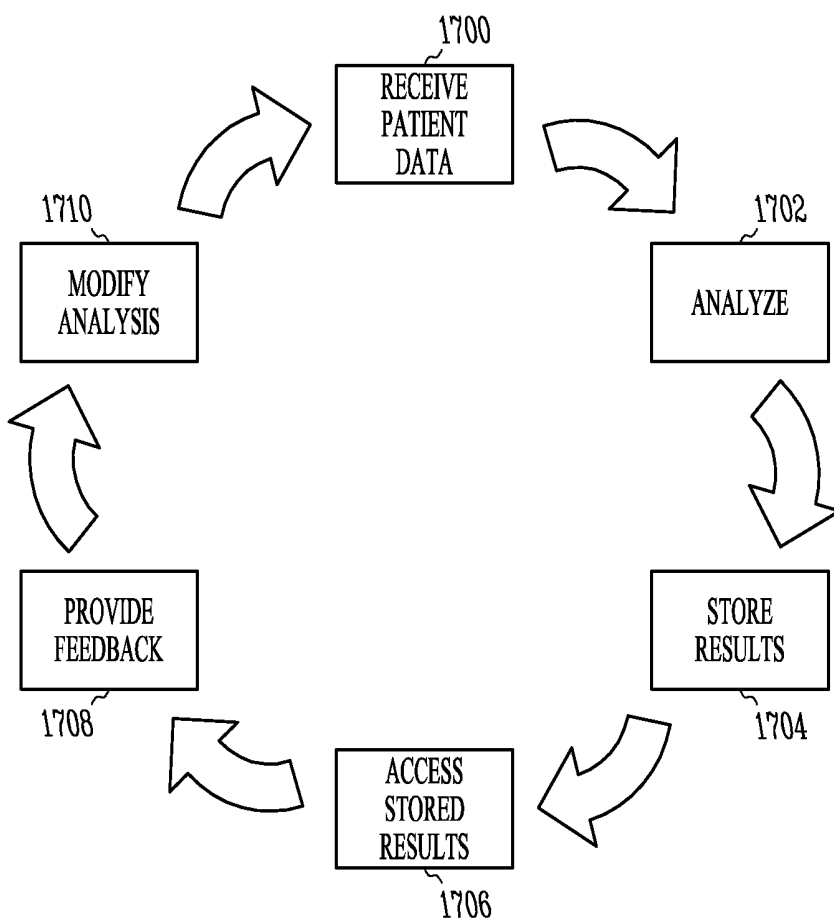 1700
RECEIVE
PATIENT
DATA
1702
ANALYZE
STORE
RESULTS
1704
ACCESS
STORED
RESULTS
1706
PROVIDE
FEEDBACK
1708
1710
MODIFY
ANALYSIS